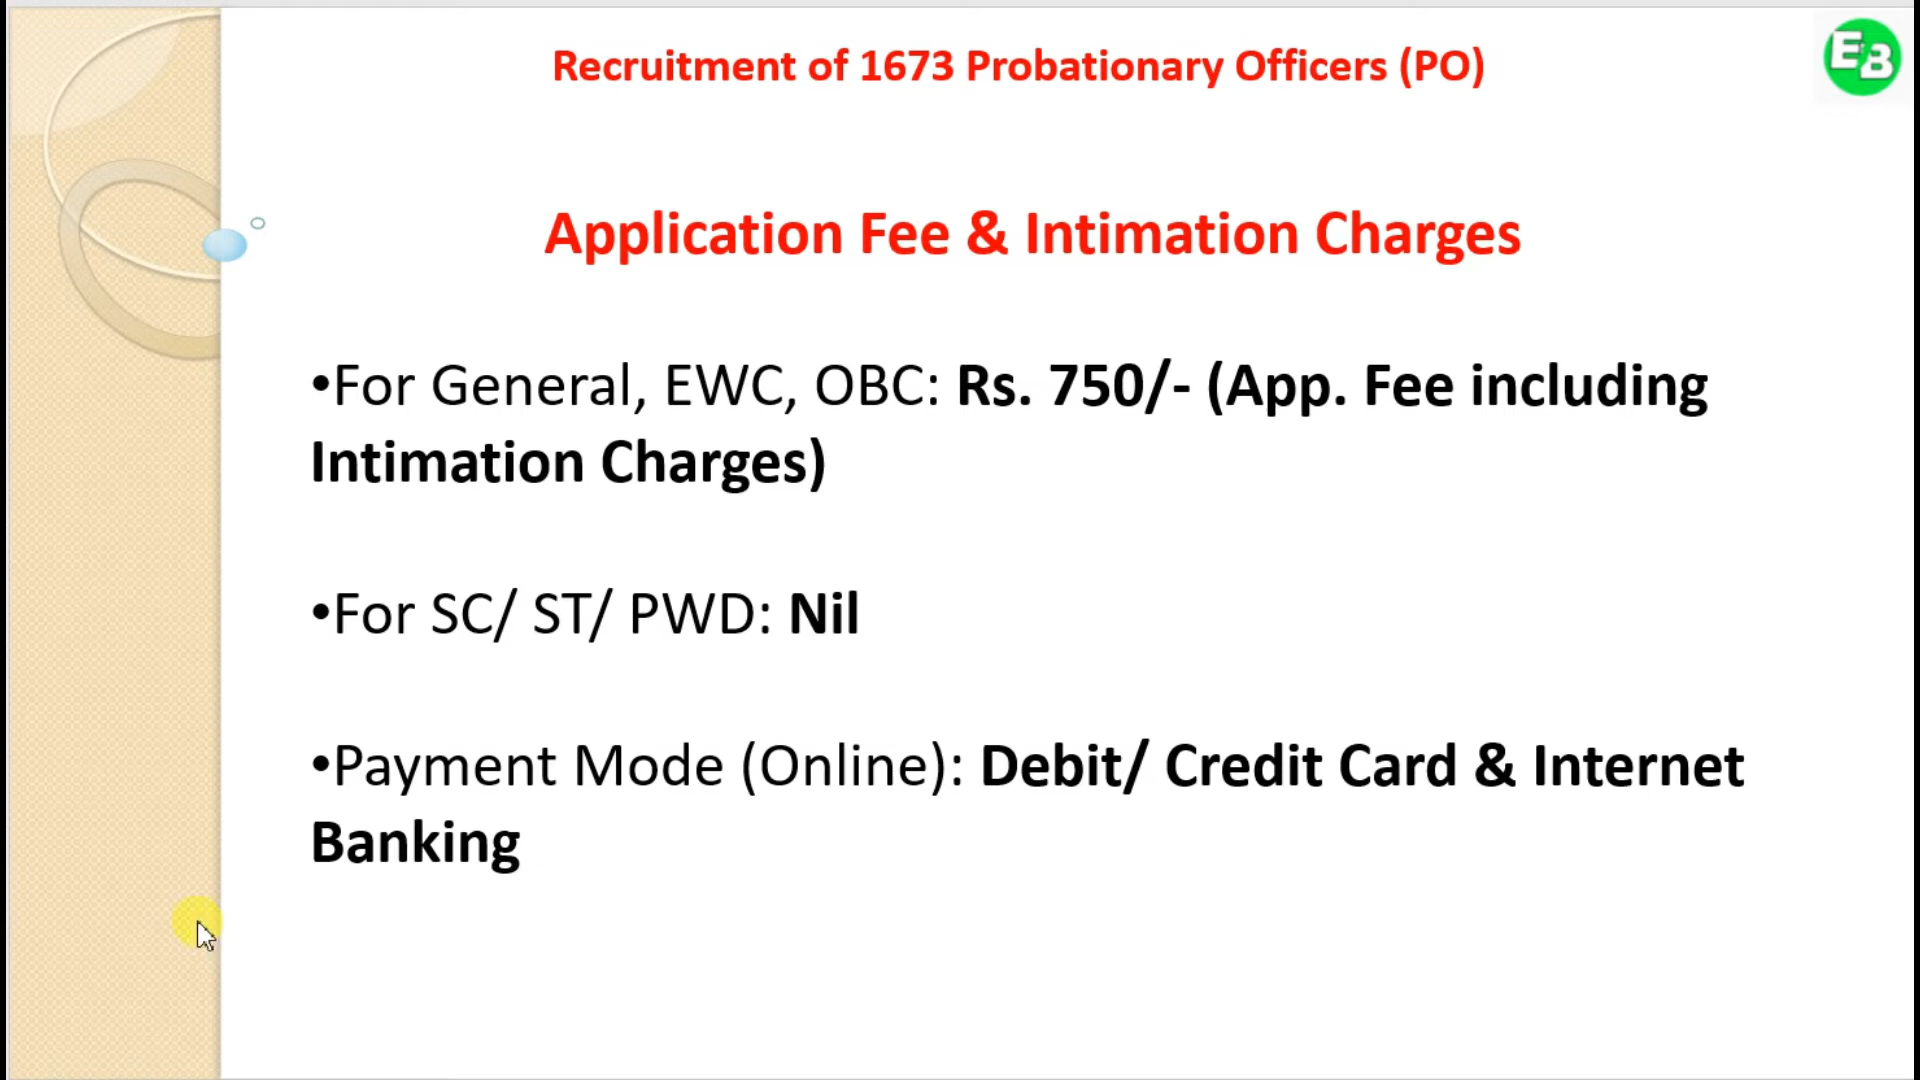 Recruitment of 1673 Probationary Officers (PO)
EB
Application Fee & Intimation Charges
•For General, EWC, OBC: Rs. 750/- (App. Fee including
Intimation Charges)
•For SC/ ST/ PWD: Nil
•Payment Mode (Online): Debit/ Credit Card & Internet
Banking